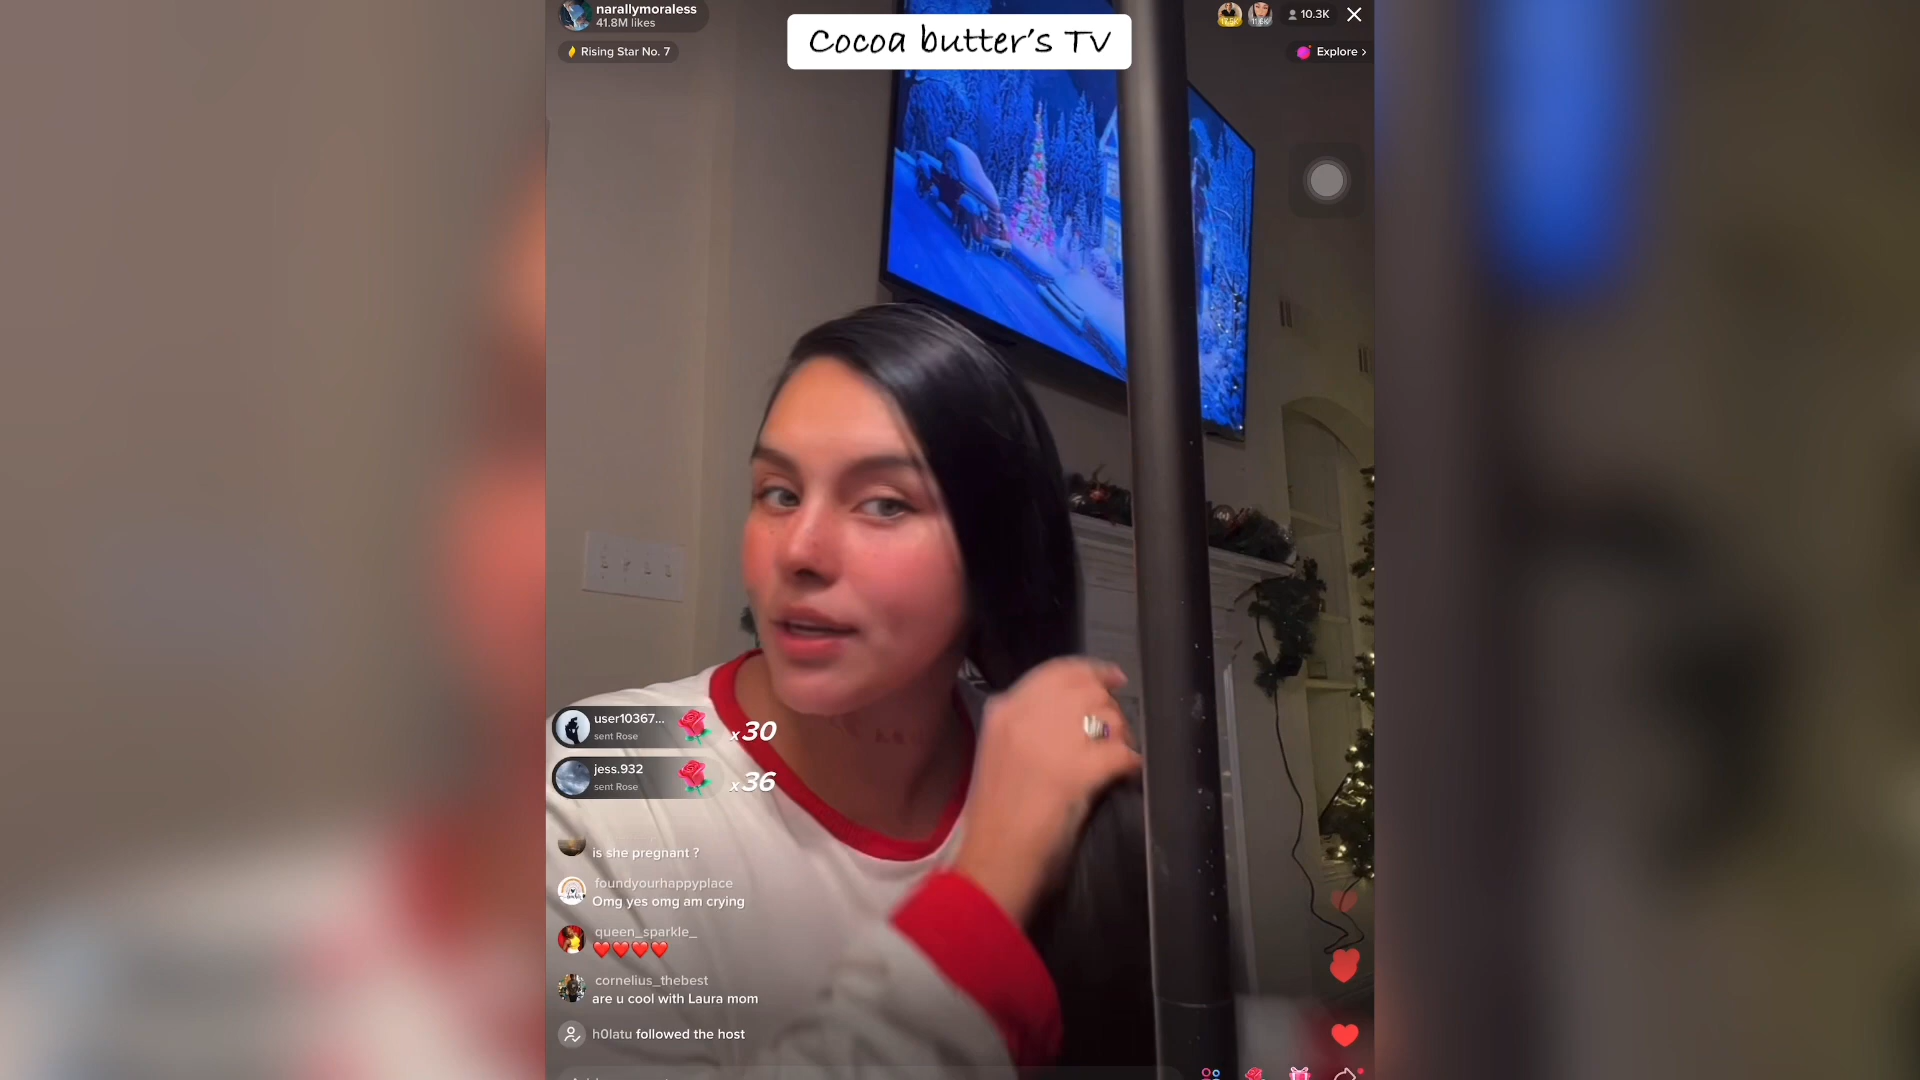 narallymoraless
41.8M likes
10.3K
Rising Star No. 7
Cocoa butter's TV
Explore >
user10367...
sent Rose
x30
jess.932
sent Rose
x36
is she pregnant ?
foundyourhappyplace
Omg yes omg am crying
queen_sparkle_
❤️❤️❤️❤️
cornelius_thebest
are u cool with Laura mom
h0latu followed the host